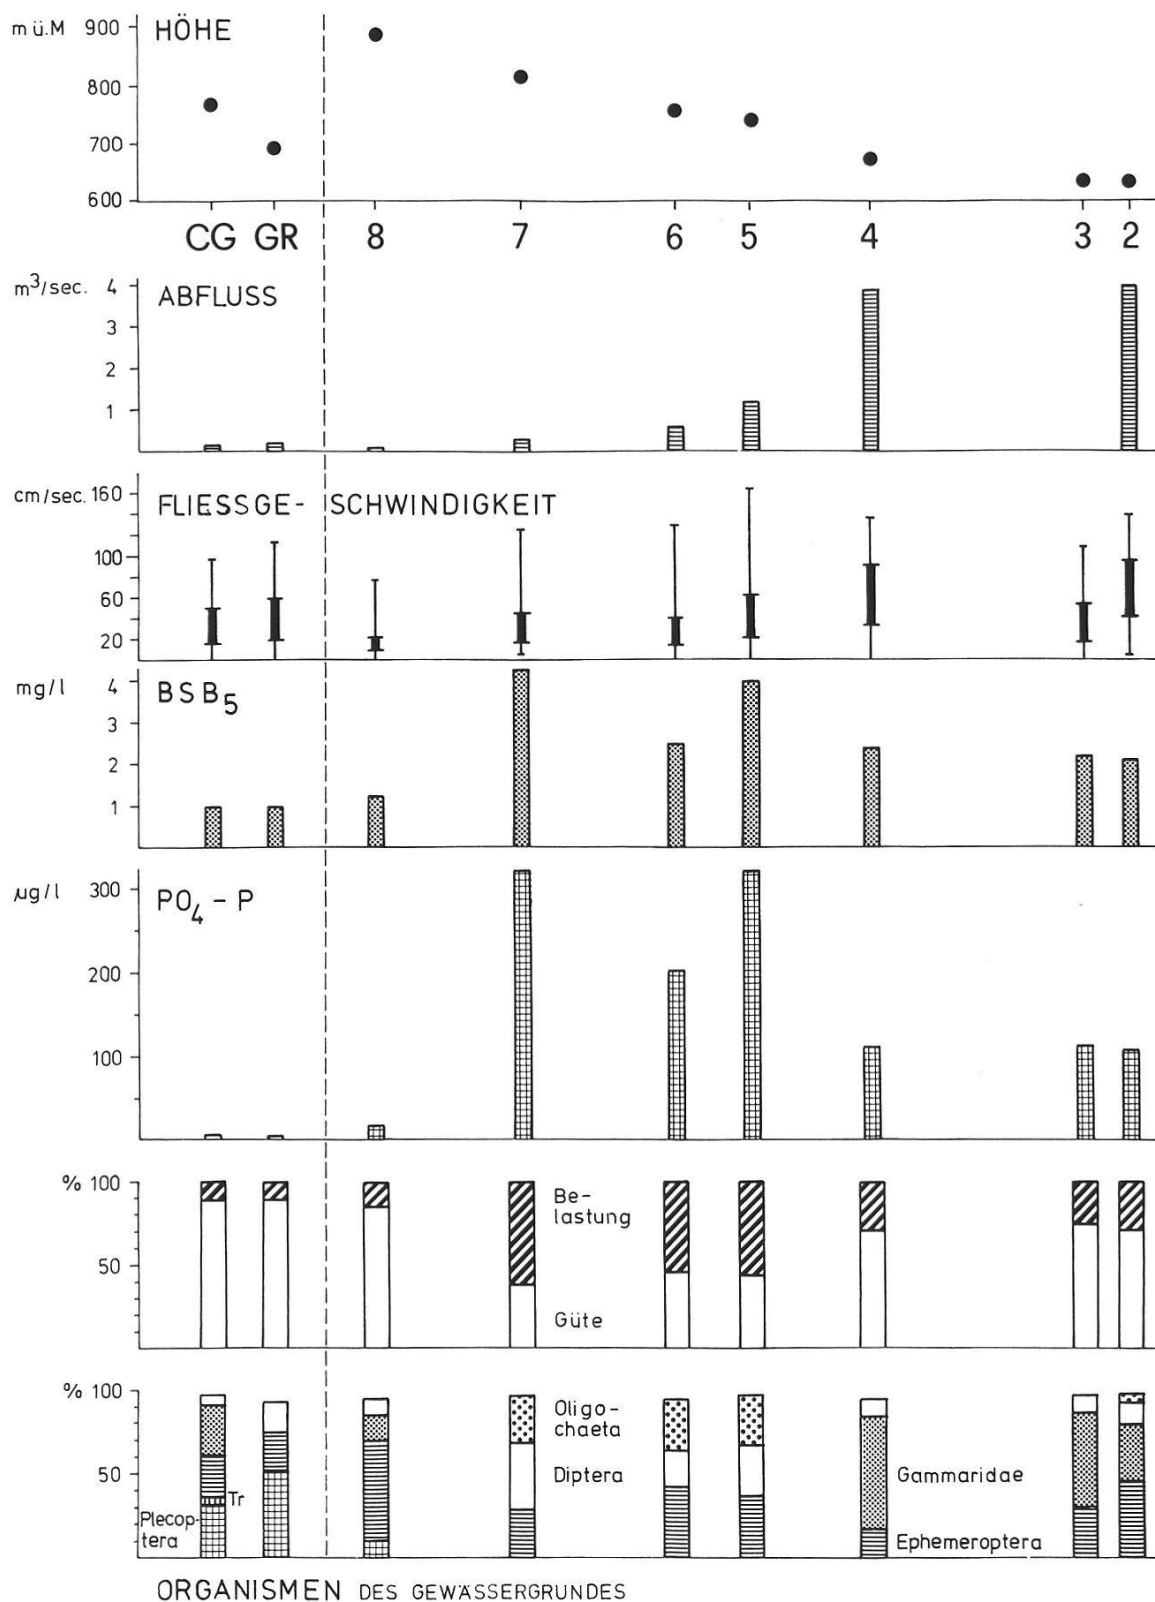 m ü.M 900 HÖHE
800
700
600
CG GR 8 7 6 5 4 3 2
m³/sec. 4 ABFLUSS
3
2
1
cm/sec. 160 FLIESSGE- SCHWINDIGKEIT
100
60
20
mg/l 4 BSB₅
3
2
1
µg/l 300 PO₄ - P
200
100
% 100
Be-
lastung
50
Güte
% 100
Oligo-
chaeta
50 Diptera Gammaridae
Tr
Plecop-
tera Ephemeroptera
ORGANISMEN DES GEWÄSSERGRUNDES